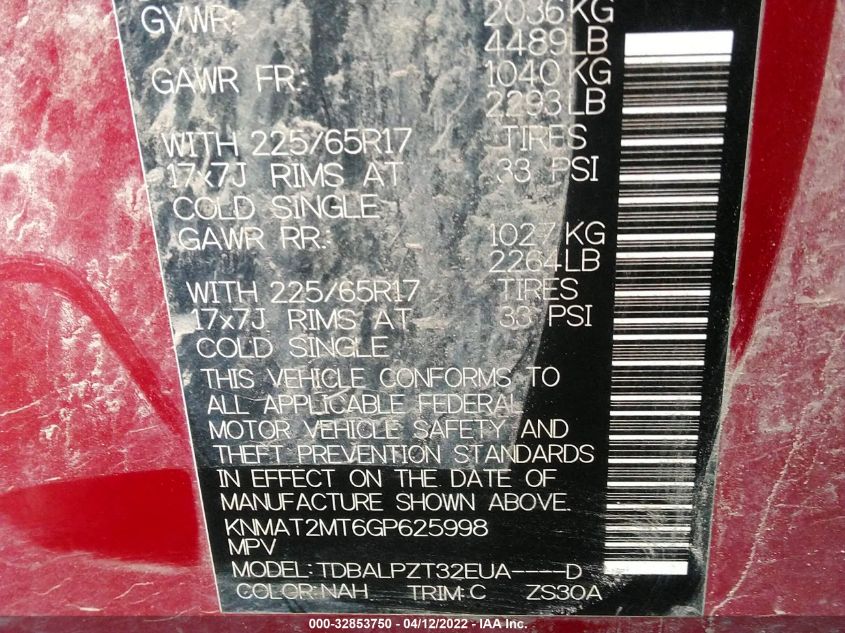 GVWR: 2036KG
4489LB
GAWR FR: 1040KG
2293LB
WITH 225/65R17 TIRES
17x7J RIMS AT 33 PSI
COLD SINGLE
GAWR RR: 1027KG
2264LB
WITH 225/65R17 TIRES
17x7J RIMS AT 33 PSI
COLD SINGLE
THIS VEHICLE CONFORMS TO
ALL APPLICABLE FEDERAL
MOTOR VEHICLE SAFETY AND
THEFT PREVENTION STANDARDS
IN EFFECT ON THE DATE OF
MANUFACTURE SHOWN ABOVE.
KNMAT2MT6GP625998
MPV
MODEL:TDBALPZT32EUA----D
COLOR:NAH TRIM:C ZS30A
000-32853750 - 04/12/2022 - IAA Inc.